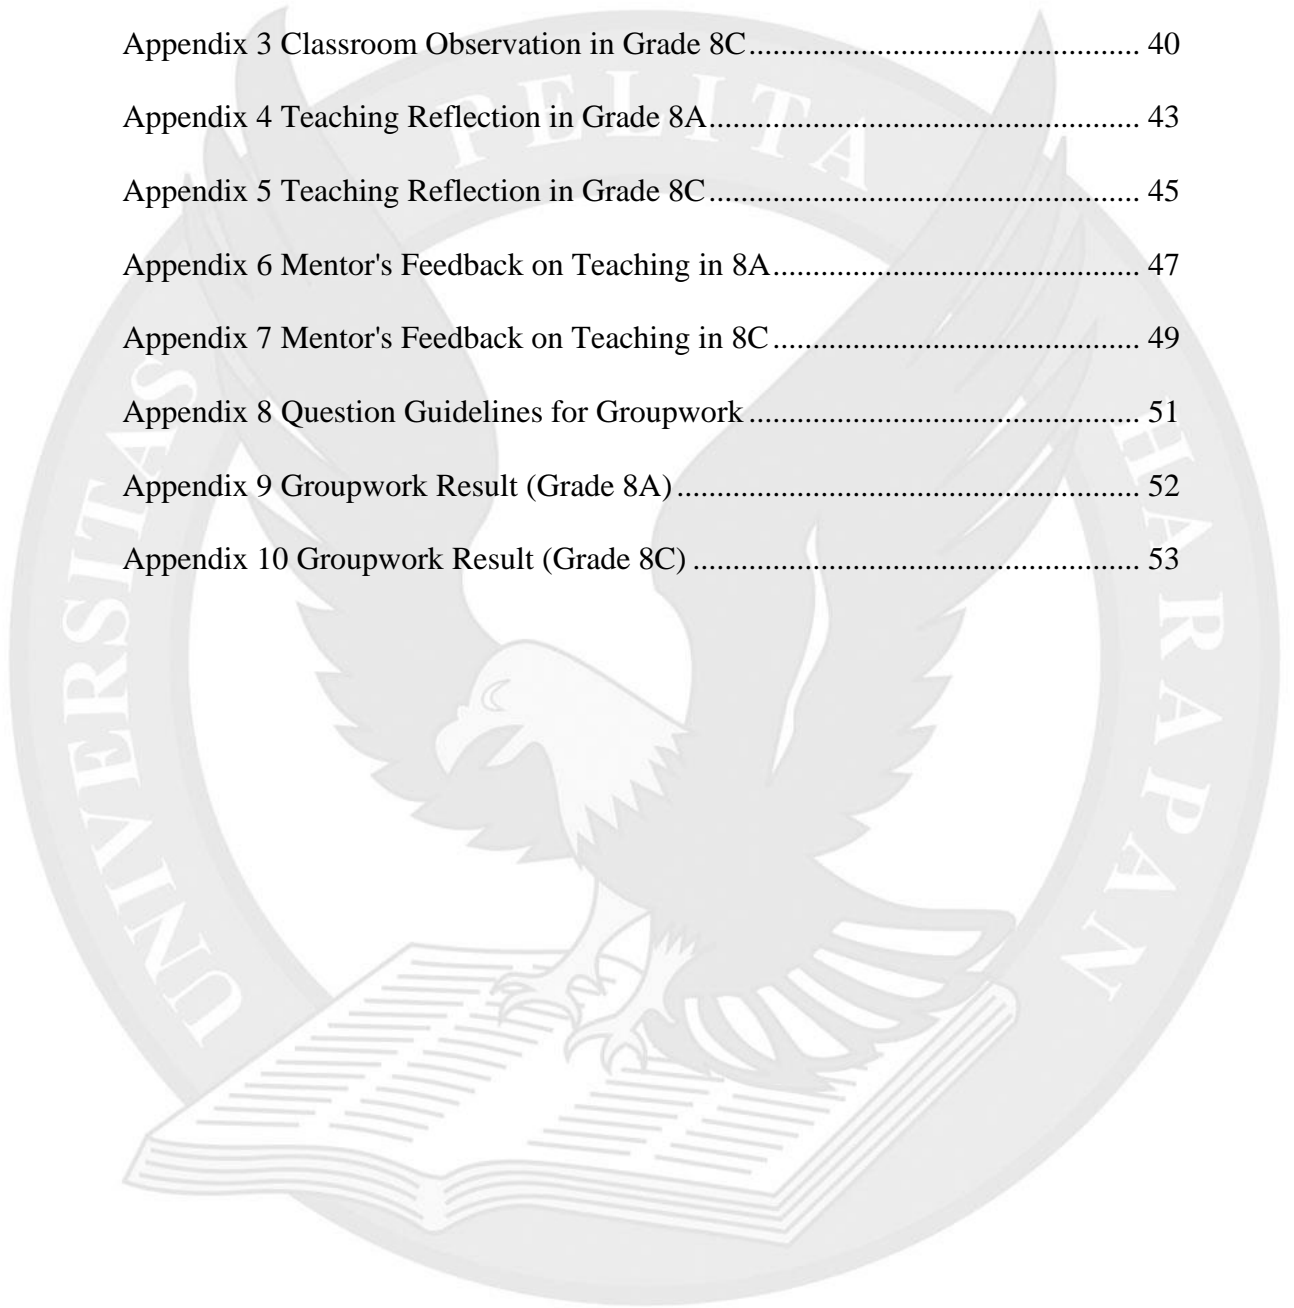 Appendix 3 Classroom Observation in Grade 8C................................................. 40
Appendix 4 Teaching Reflection in Grade 8A...................................................... 43
Appendix 5 Teaching Reflection in Grade 8C...................................................... 45
Appendix 6 Mentor's Feedback on Teaching in 8A.............................................. 47
Appendix 7 Mentor's Feedback on Teaching in 8C.............................................. 49
Appendix 8 Question Guidelines for Groupwork................................................. 51
Appendix 9 Groupwork Result (Grade 8A).......................................................... 52
Appendix 10 Groupwork Result (Grade 8C)........................................................ 53
UNIVERSITAS PELITA HARAPAN